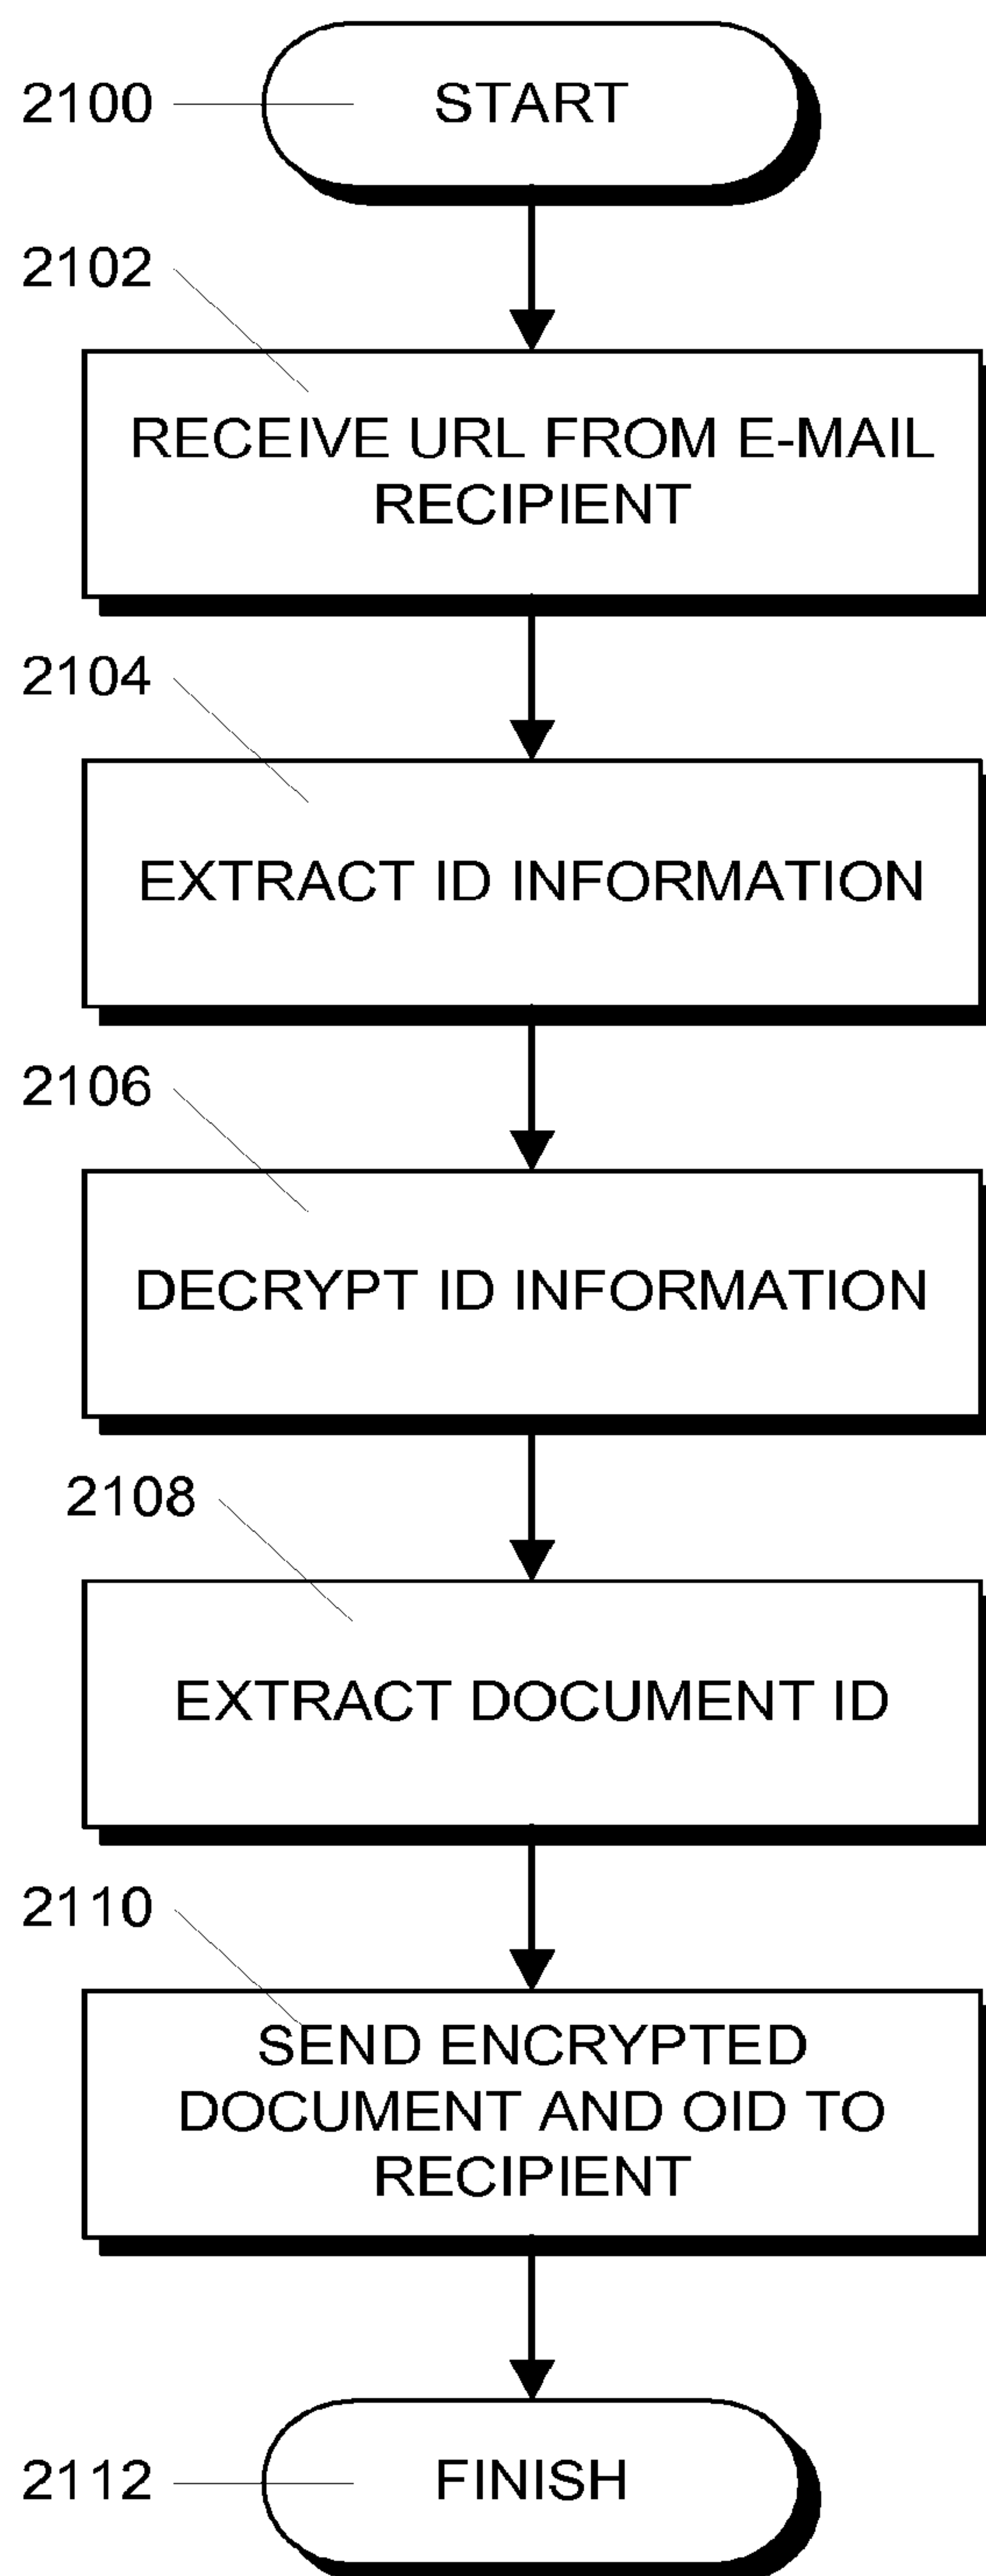 2100
START
2102
RECEIVE URL FROM E-MAIL
RECIPIENT
2104
EXTRACT ID INFORMATION
2106
DECRYPT ID INFORMATION
2108
EXTRACT DOCUMENT ID
2110
SEND ENCRYPTED
DOCUMENT AND OID TO
RECIPIENT
2112
FINISH